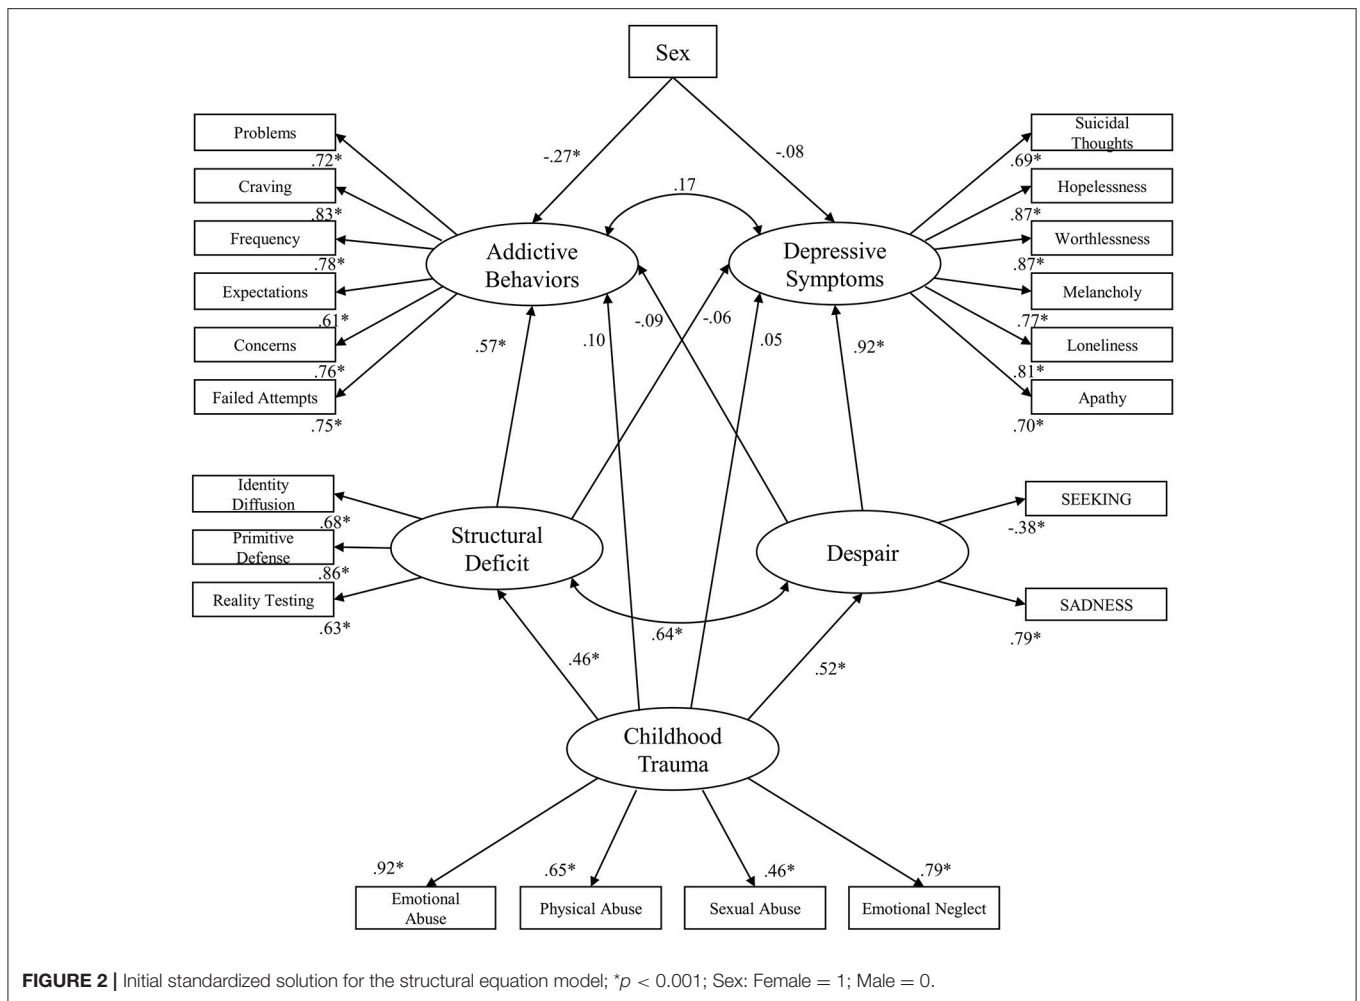 Sex
Problems
.72*
Craving
.83*
Frequency
.78*
Expectations
.61*
Concerns
.76*
Failed Attempts
.75*
-.27*
-.08
.17
Addictive
Behaviors
Depressive
Symptoms
Suicidal
Thoughts
.69*
Hopelessness
.87*
Worthlessness
.87*
Melancholy
.77*
Loneliness
.81*
Apathy
.70*
.57*
.10
-.09
-.06
.05
.92*
Identity
Diffusion
.68*
Primitive
Defense
.86*
Reality Testing
.63*
Structural
Deficit
Despair
SEEKING
-.38*
SADNESS
.79*
.64*
.46*
.52*
Childhood
Trauma
.92*
.65*
.46*
.79*
Emotional
Abuse
Physical Abuse
Sexual Abuse
Emotional Neglect
FIGURE 2 | Initial standardized solution for the structural equation model; *p < 0.001; Sex: Female = 1; Male = 0.